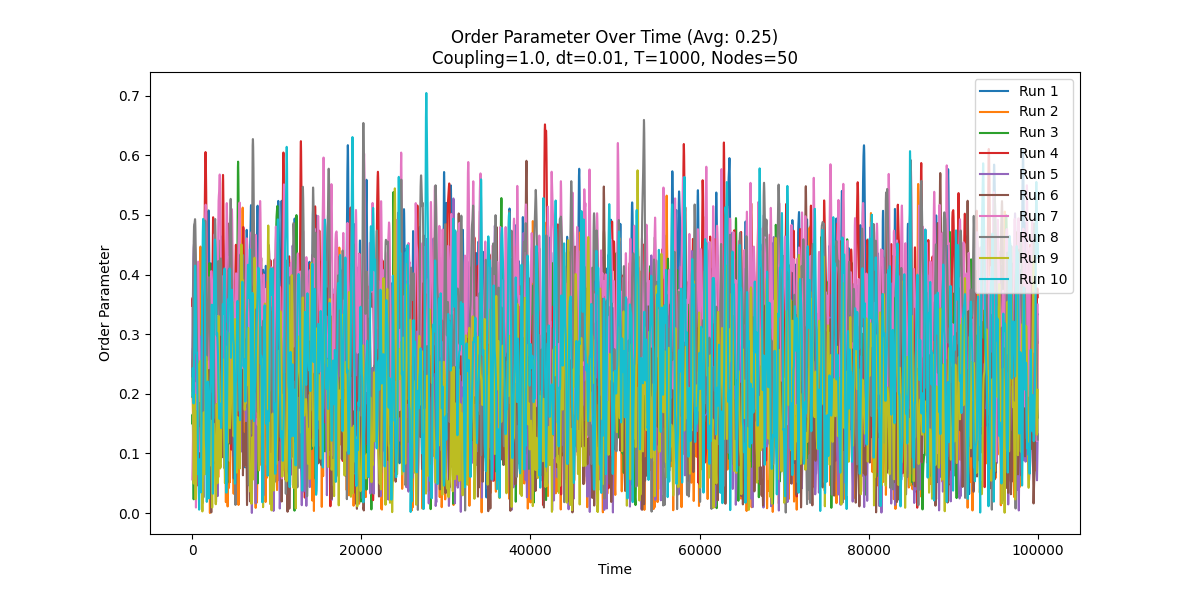 Order Parameter Over Time (Avg: 0.25)
Coupling=1.0, dt=0.01, T=1000, Nodes=50
Order Parameter
0.7
0.6
0.5
0.4
0.3
0.2
0.1
0.0
Run 1
Run 2
Run 3
Run 4
Run 5
Run 6
Run 7
Run 8
Run 9
Run 10
0
20000
40000
60000
80000
100000
Time